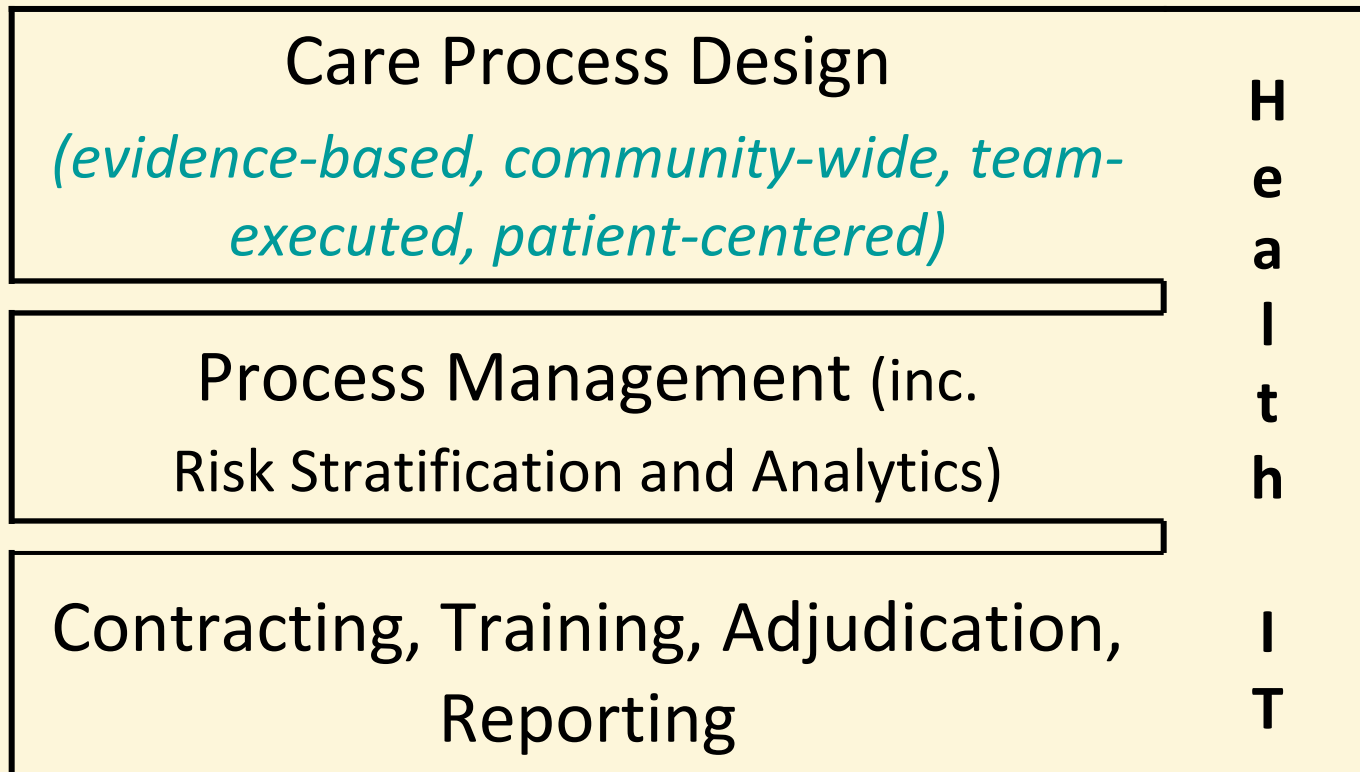 Care Process Design
(evidence-based, community-wide, team-
executed, patient-centered)
Process Management (inc.
Risk Stratification and Analytics)
Contracting, Training, Adjudication,
Reporting
H
e
a
l
t
h
I
T